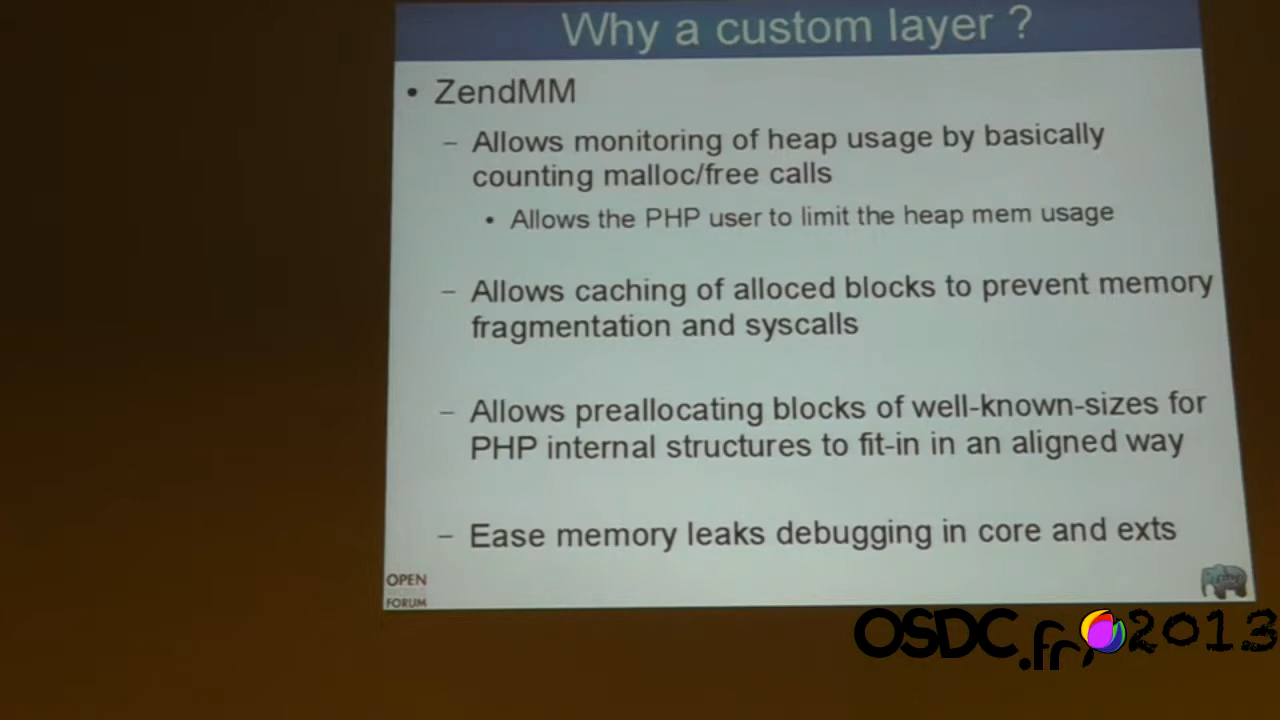 Why a custom layer ?
• ZendMM
– Allows monitoring of heap usage by basically
counting malloc/free calls
• Allows the PHP user to limit the heap mem usage
– Allows caching of alloced blocks to prevent memory
fragmentation and syscalls
– Allows preallocating blocks of well-known-sizes for
PHP internal structures to fit-in in an aligned way
– Ease memory leaks debugging in core and exts
OPEN
FORUM
OSDC.fr 2013